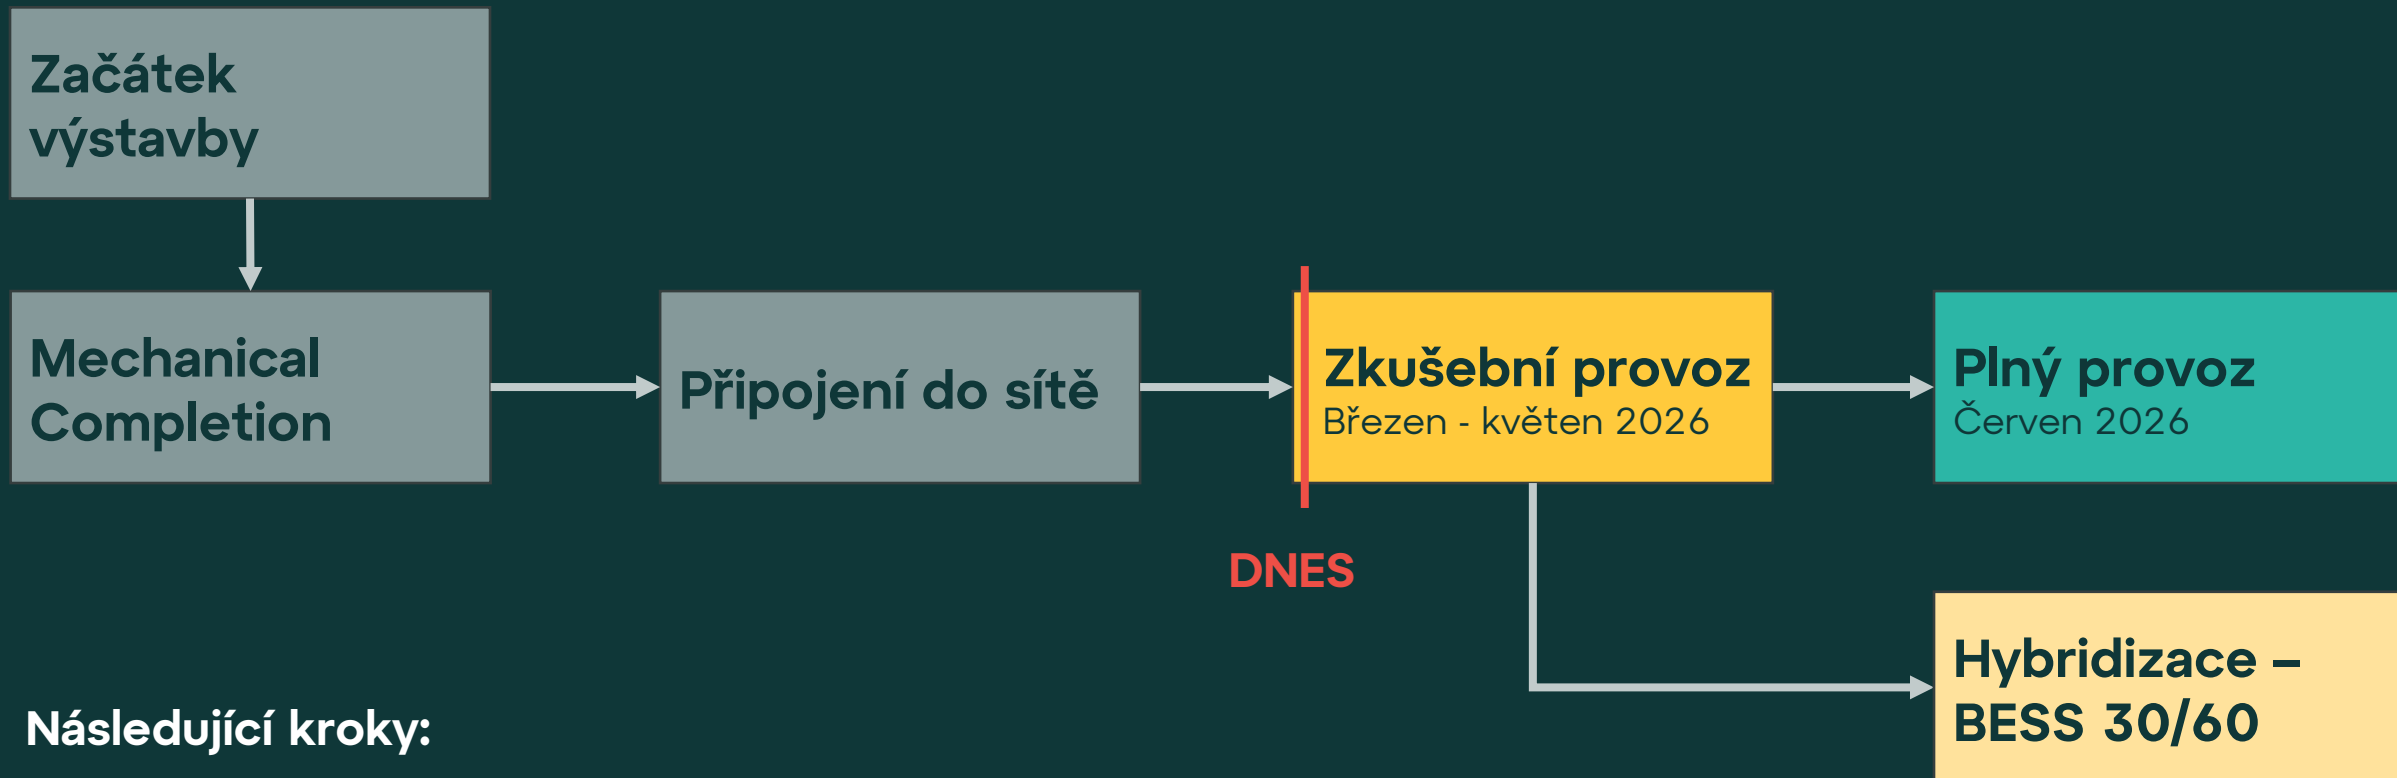 Začátek
výstavby
Mechanical
Completion
Připojení do sítě
Zkušební provoz
Březen - květen 2026
Plný provoz
Červen 2026
DNES
Hybridizace –
BESS 30/60
Následující kroky: